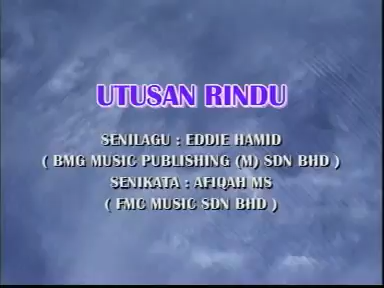 UTUSAN RINDU
SENILAGU : EDDIE HAMID
( BMG MUSIC PUBLISHING (M) SDN BHD )
SENIKATA : AFIQAH MS
( FMC MUSIC SDN BHD )